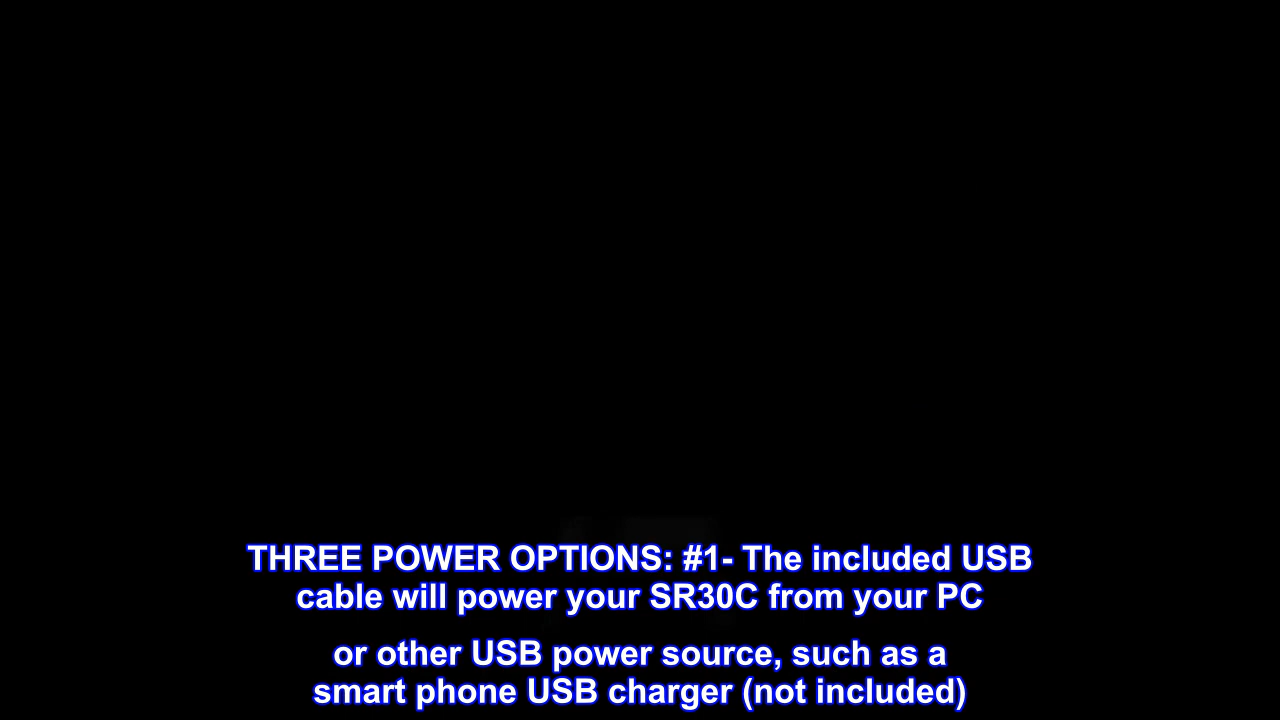 THREE POWER OPTIONS: #1- The included USB
cable will power your SR30C from your PC
or other USB power source, such as a
smart phone USB charger (not included)